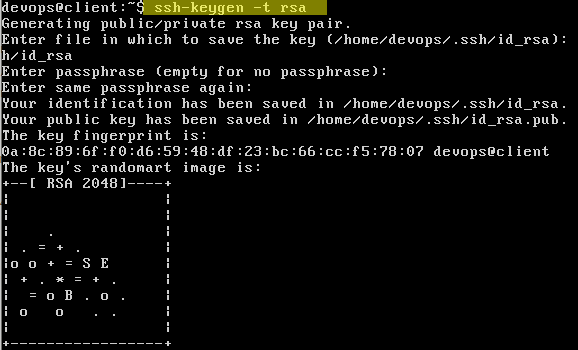 devops@client:~$ ssh-keygen -t rsa
Generating public/private rsa key pair.
Enter file in which to save the key (/home/devops/.ssh/id_rsa):
h/id_rsa
Enter passphrase (empty for no passphrase):
Enter same passphrase again:
Your identification has been saved in /home/devops/.ssh/id_rsa.
Your public key has been saved in /home/devops/.ssh/id_rsa.pub.
The key fingerprint is:
0a:8c:89:6f:f0:d6:59:48:df:23:bc:66:cc:f5:78:07 devops@client
The key's randomart image is:
+--[ RSA 2048]----+
|                 |
|                 |
|     .           |
| . = + .         |
|o o + = S E      |
| + . * = + .     |
|  = o B . o .    |
| o   o   . .     |
|                 |
+-----------------+